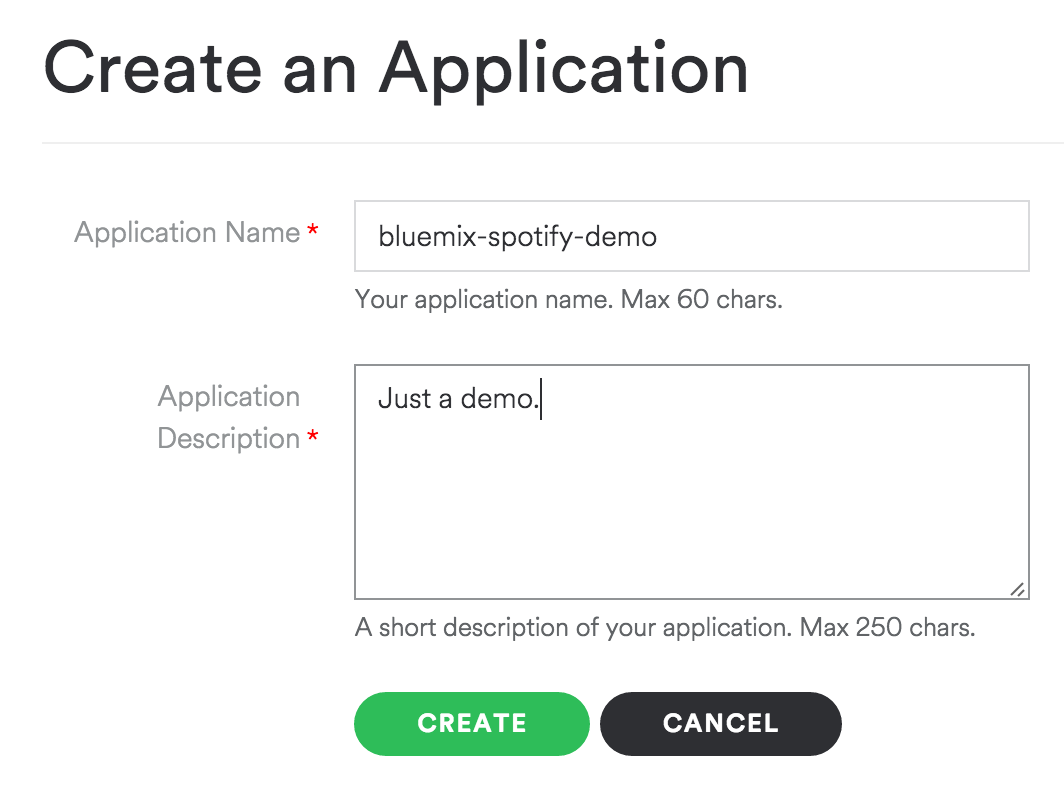 Create an Application
Application Name *
bluemix-spotify-demo
Your application name. Max 60 chars.
Application
Description *
Just a demo.
A short description of your application. Max 250 chars.
CREATE
CANCEL